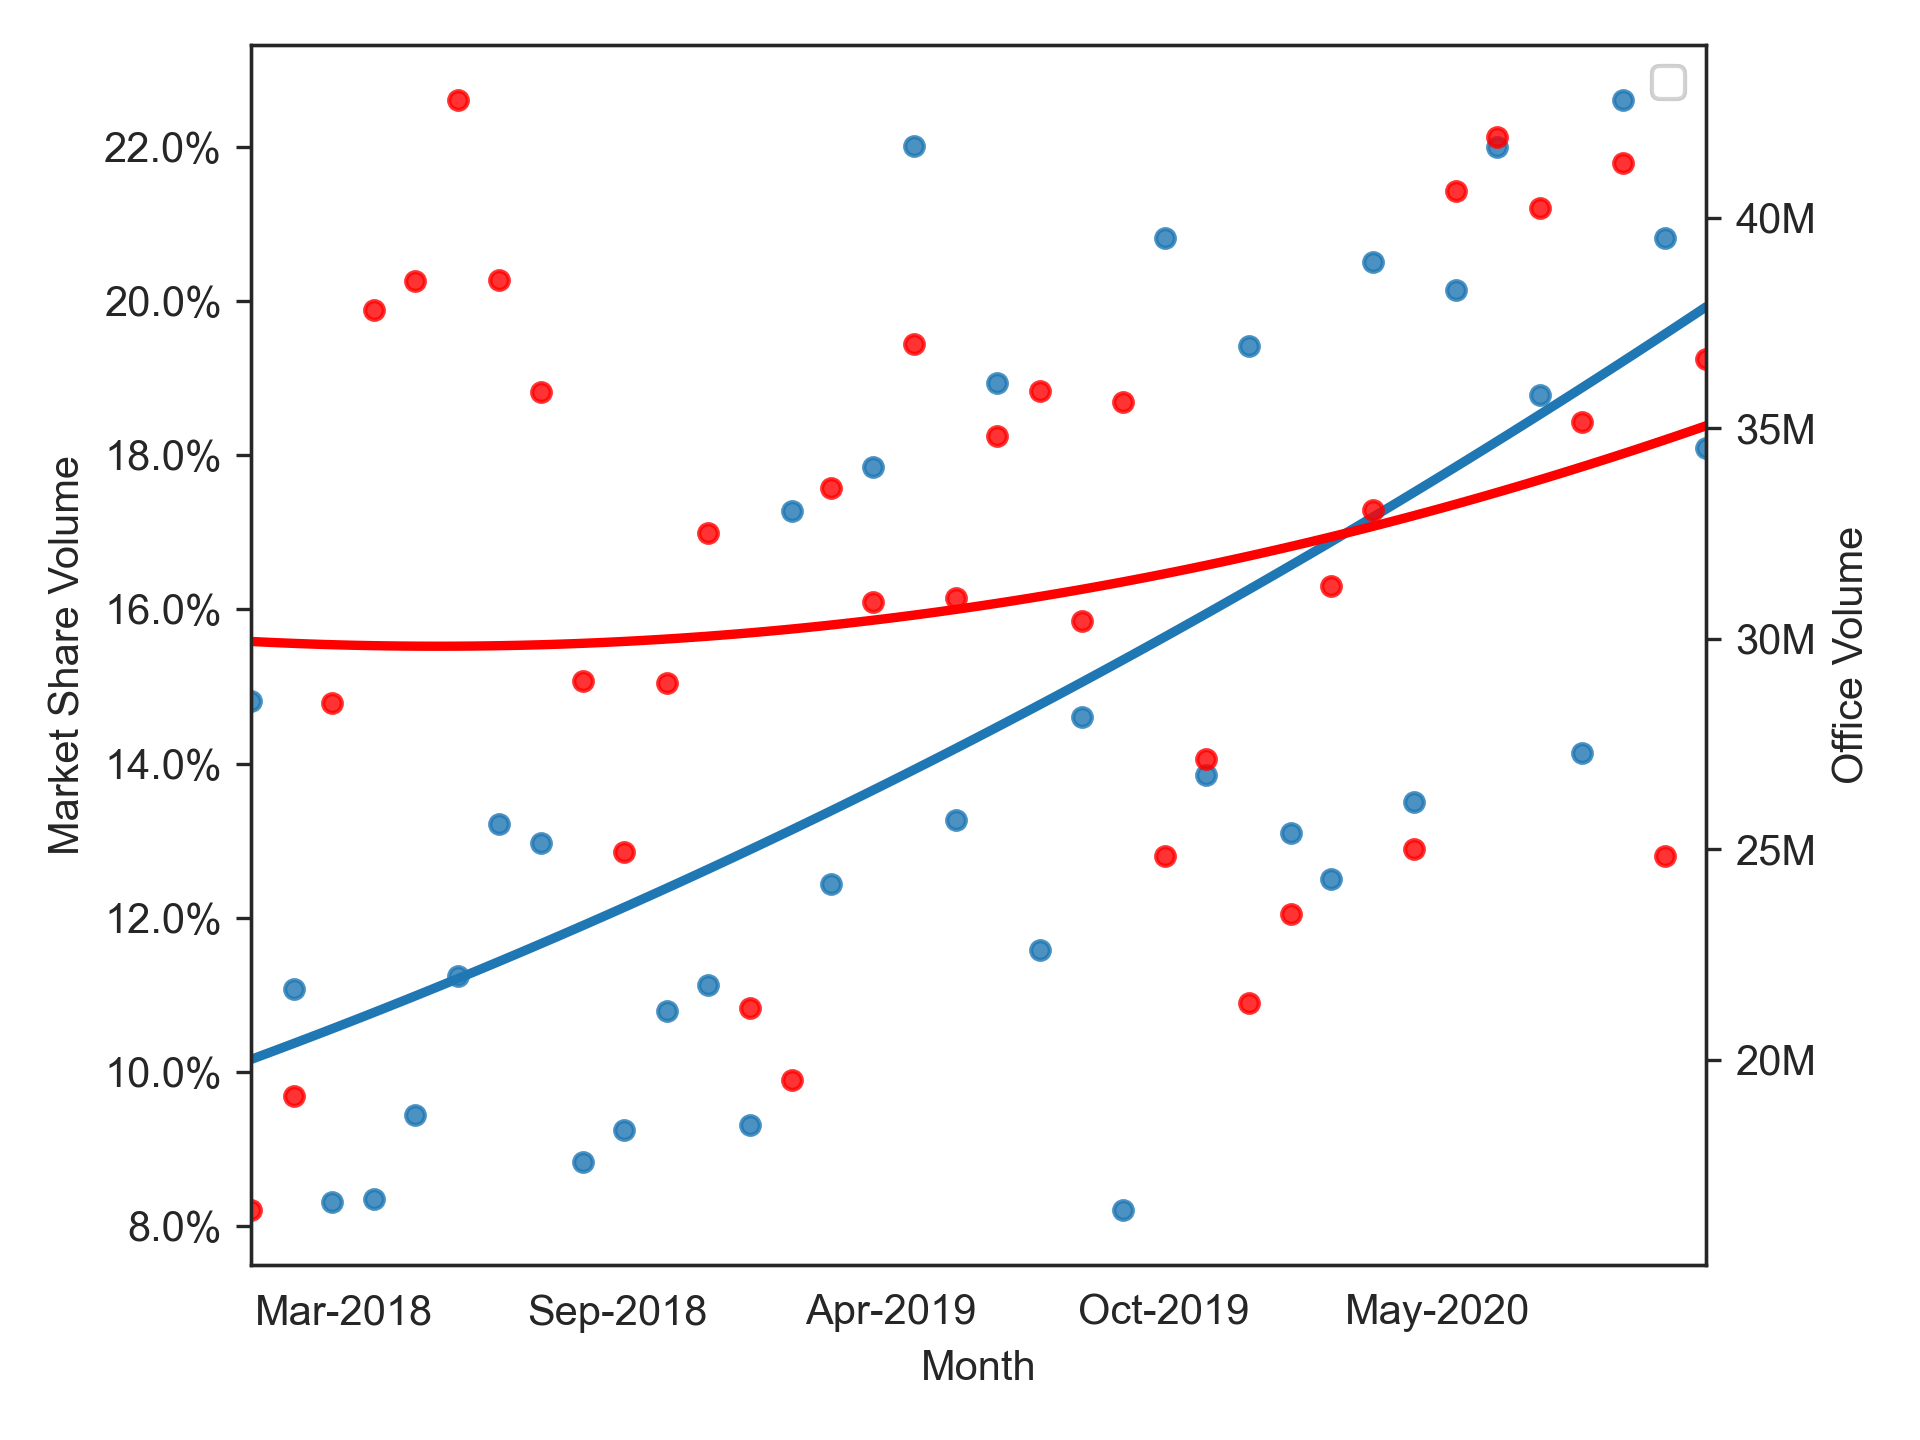 22.0%
20.0%
18.0%
16.0%
14.0%
12.0%
10.0%
8.0%
Market Share Volume
40M
35M
30M
25M
20M
Office Volume
Mar-2018 Sep-2018 Apr-2019 Oct-2019 May-2020
Month